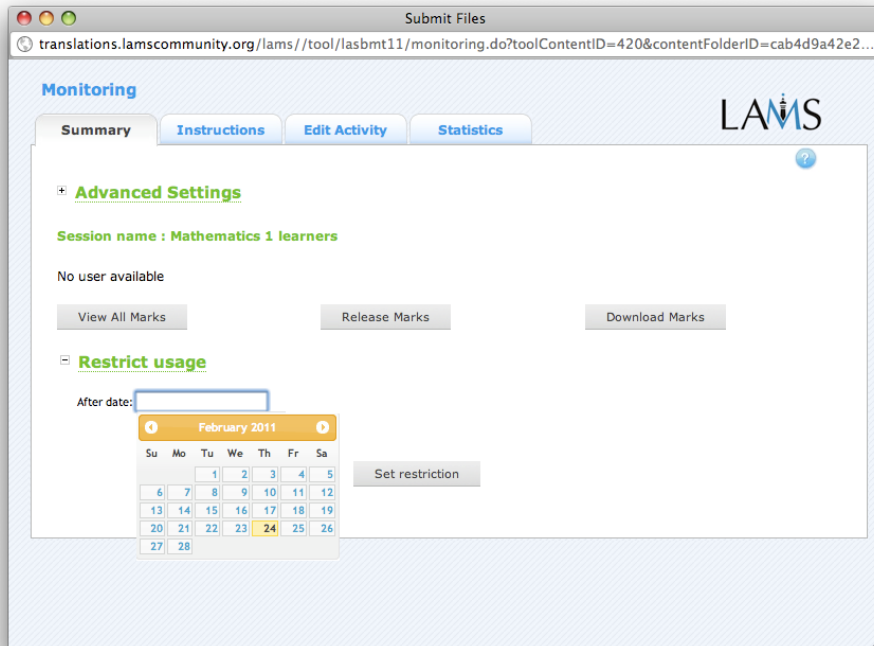 Submit Files
translations.lamscommunity.org/lams//tool/lasbmt11/monitoring.do?toolContentID=420&contentFolderID=cab4d9a42e2...
Monitoring
LAMS
Summary Instructions Edit Activity Statistics
?
+ Advanced Settings
Session name : Mathematics 1 learners
No user available
View All Marks Release Marks Download Marks
- Restrict usage
After date:
February 2011
Su Mo Tu We Th Fr Sa
1 2 3 4 5
Set restriction
6 7 8 9 10 11 12
13 14 15 16 17 18 19
20 21 22 23 24 25 26
27 28